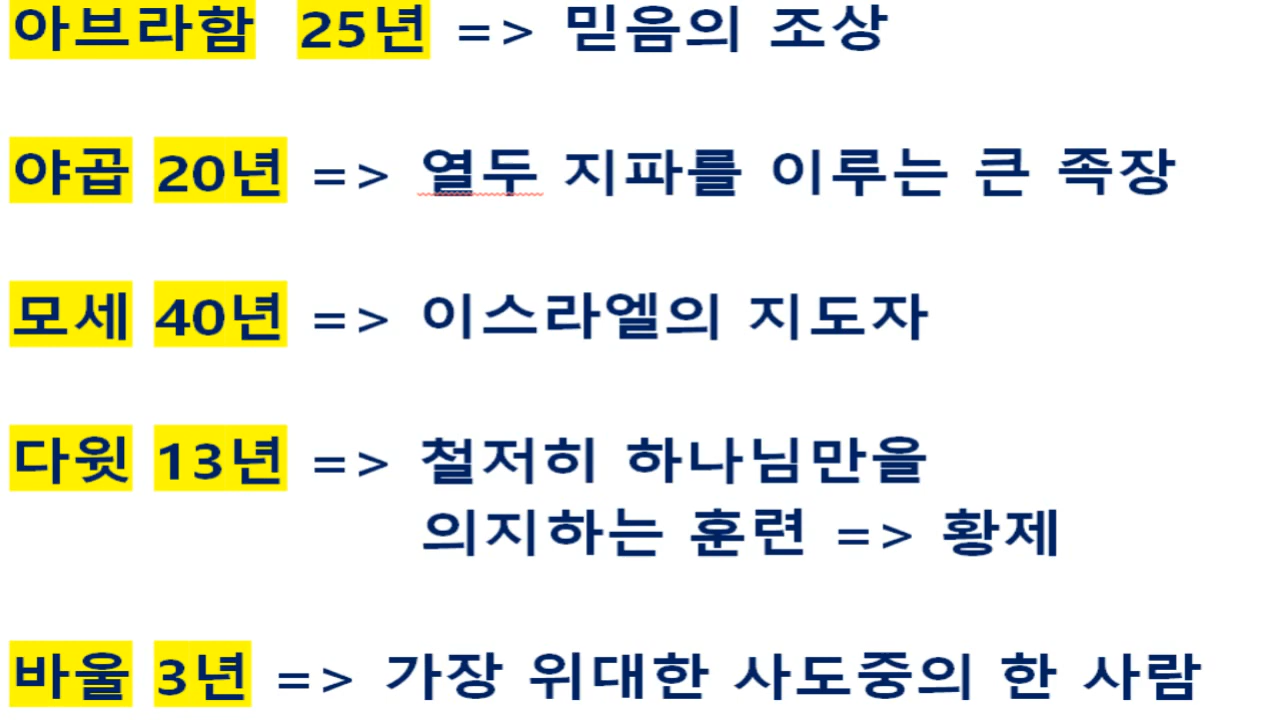 아브라함 25년 => 믿음의 조상
야곱 20년 => 열두 지파를 이루는 큰 족장
모세 40년 => 이스라엘의 지도자
다윗 13년 => 철저히 하나님만을
의지하는 훈련 => 황제
바울 3년 => 가장 위대한 사도중의 한 사람